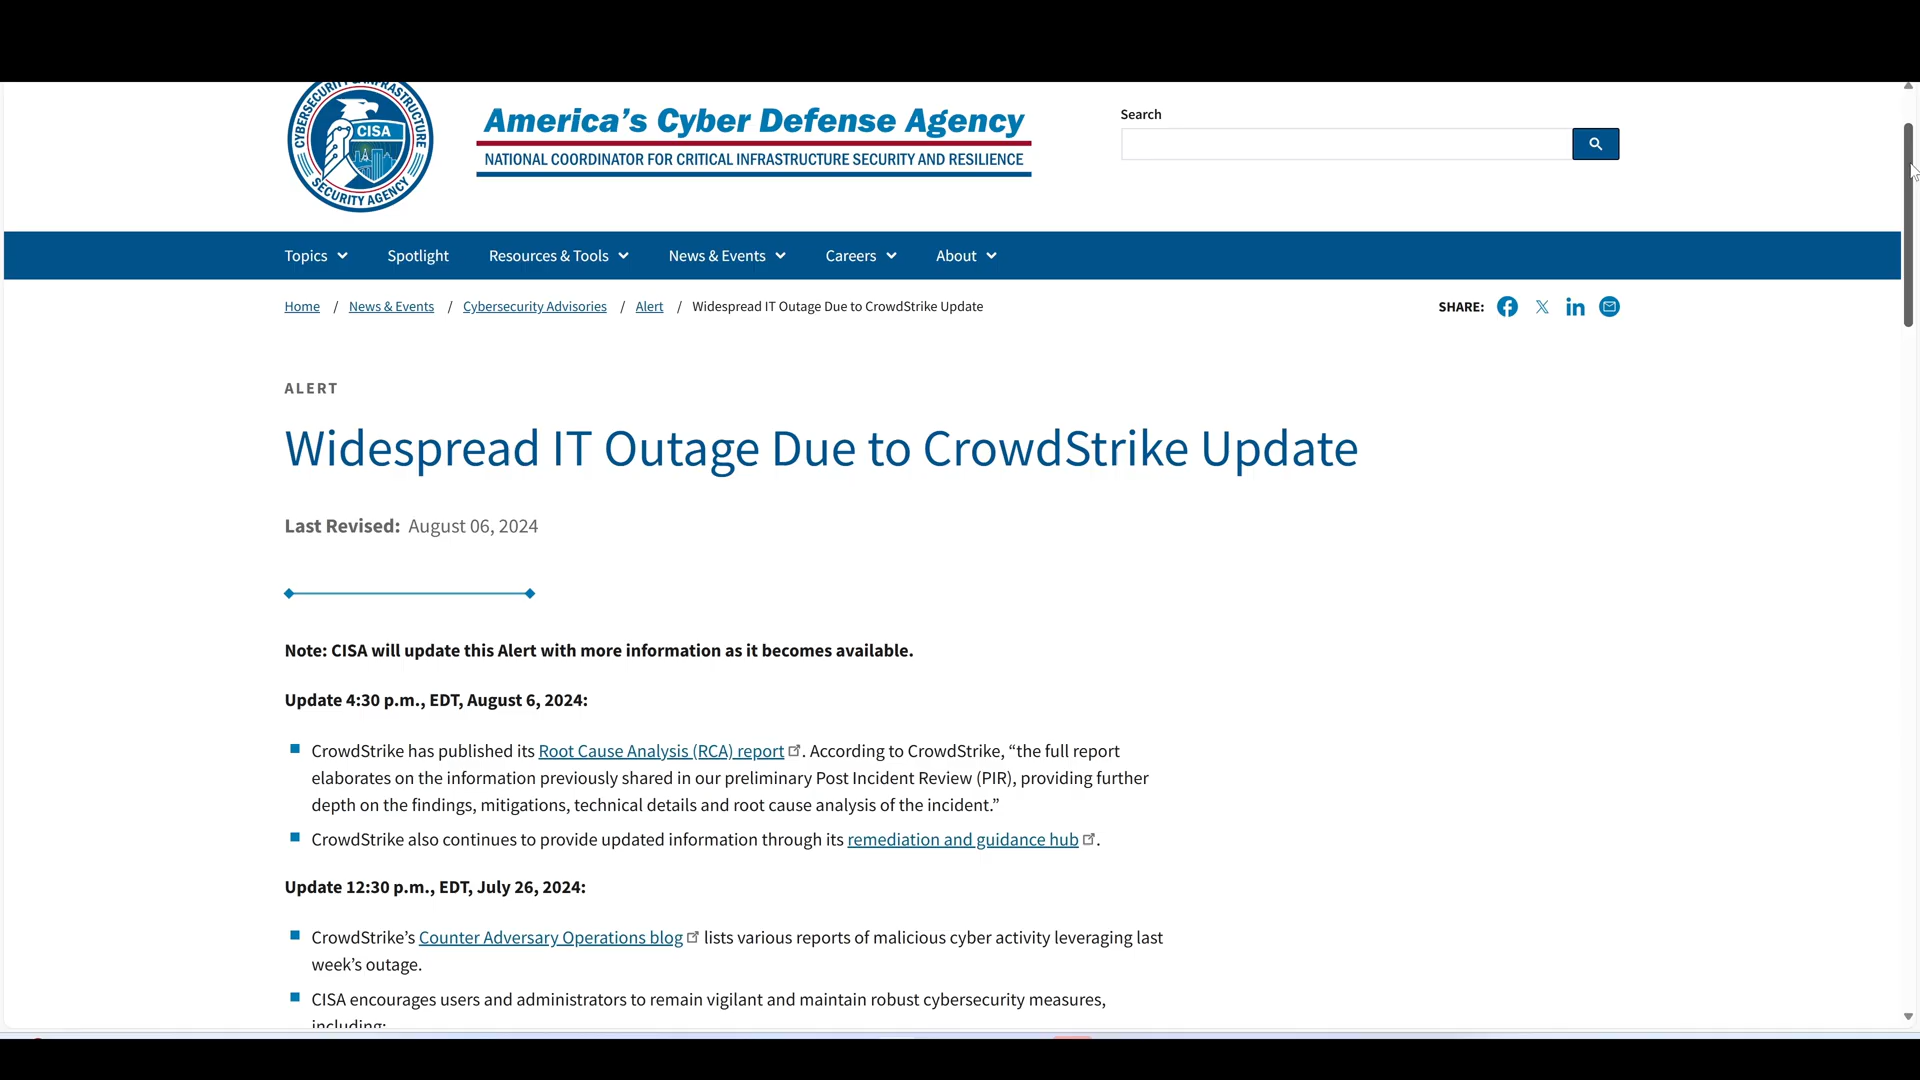 CYBERSECURITY & INFRASTRUCTURE
CISA
SECURITY AGENCY
America's Cyber Defense Agency
NATIONAL COORDINATOR FOR CRITICAL INFRASTRUCTURE SECURITY AND RESILIENCE
Search
Topics Spotlight Resources & Tools News & Events Careers About
Home / News & Events / Cybersecurity Advisories / Alert / Widespread IT Outage Due to CrowdStrike Update SHARE:
ALERT
Widespread IT Outage Due to CrowdStrike Update
Last Revised: August 06, 2024
Note: CISA will update this Alert with more information as it becomes available.
Update 4:30 p.m., EDT, August 6, 2024:
CrowdStrike has published its Root Cause Analysis (RCA) report. According to CrowdStrike, “the full report
elaborates on the information previously shared in our preliminary Post Incident Review (PIR), providing further
depth on the findings, mitigations, technical details and root cause analysis of the incident.”
CrowdStrike also continues to provide updated information through its remediation and guidance hub.
Update 12:30 p.m., EDT, July 26, 2024:
CrowdStrike’s Counter Adversary Operations blog lists various reports of malicious cyber activity leveraging last
week’s outage.
CISA encourages users and administrators to remain vigilant and maintain robust cybersecurity measures,
including: